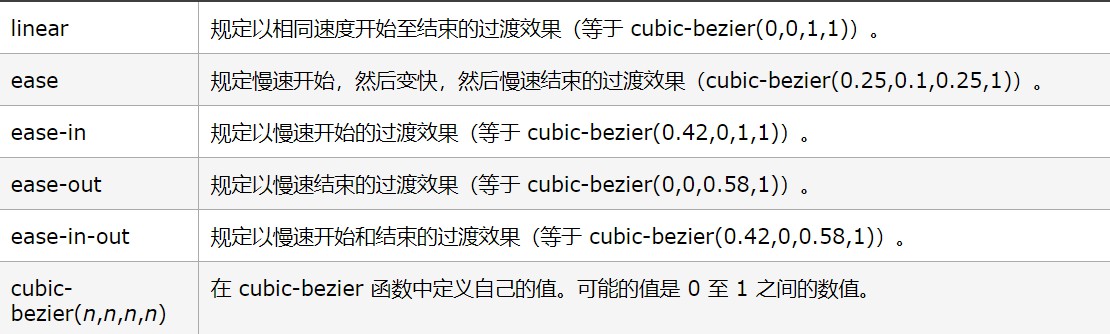 linear 规定以相同速度开始至结束的过渡效果（等于 cubic-bezier(0,0,1,1)）。
ease 规定慢速开始，然后变快，然后慢速结束的过渡效果（cubic-bezier(0.25,0.1,0.25,1)）。
ease-in 规定以慢速开始的过渡效果（等于 cubic-bezier(0.42,0,1,1)）。
ease-out 规定以慢速结束的过渡效果（等于 cubic-bezier(0,0,0.58,1)）。
ease-in-out 规定以慢速开始和结束的过渡效果（等于 cubic-bezier(0.42,0,0.58,1)）。
cubic-
bezier(n,n,n,n)
在 cubic-bezier 函数中定义自己的值。可能的值是 0 至 1 之间的数值。